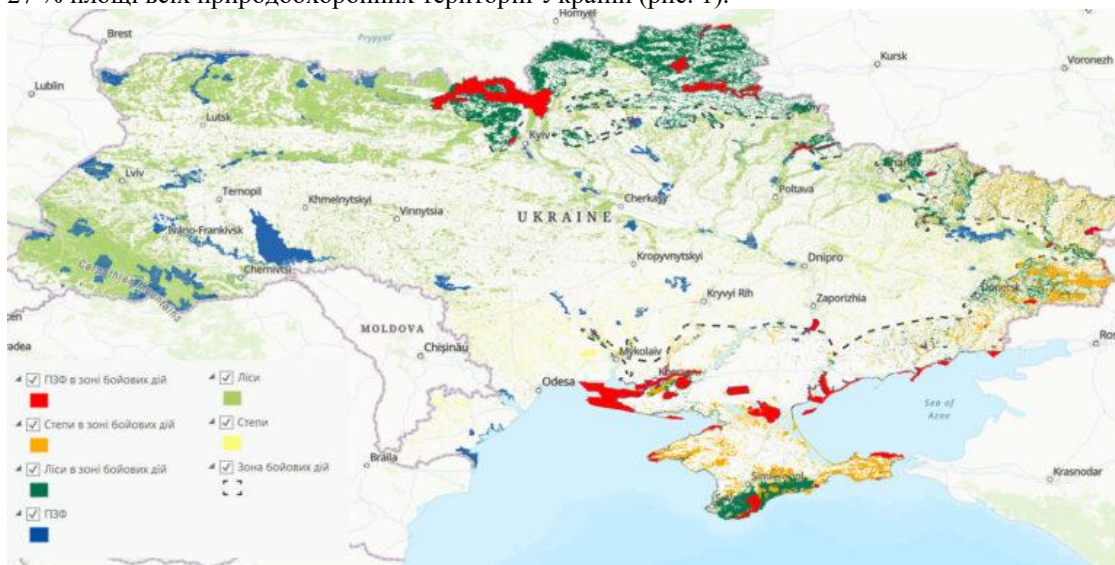 27 % площі всіх природоохоронних територій України (рис. 1).
Homyel'
Brest
Prypyat'
Kursk
Voronezh
Lublin
Lutsk
Kyiv
Lviv
Ternopil
Khmelnytskyi
Vinnytsia
Cherkasy
Poltava
UKRAINE
Ivano-Frankivsk
Chernivtsi
Kropyvnytskyi
Dnipro
Donetsk
Kryvyi Rih
Zaporizhia
MOLDOVA
Chișinău
Mykolaiv
Odesa
Sea of
Azov
Braila
Simferopol
Krasnodar
ПЗФ в зоні бойових дій
Ліси
Степи в зоні бойових дій
Степи
Ліси в зоні бойових дій
Зона бойових дій
ПЗФ